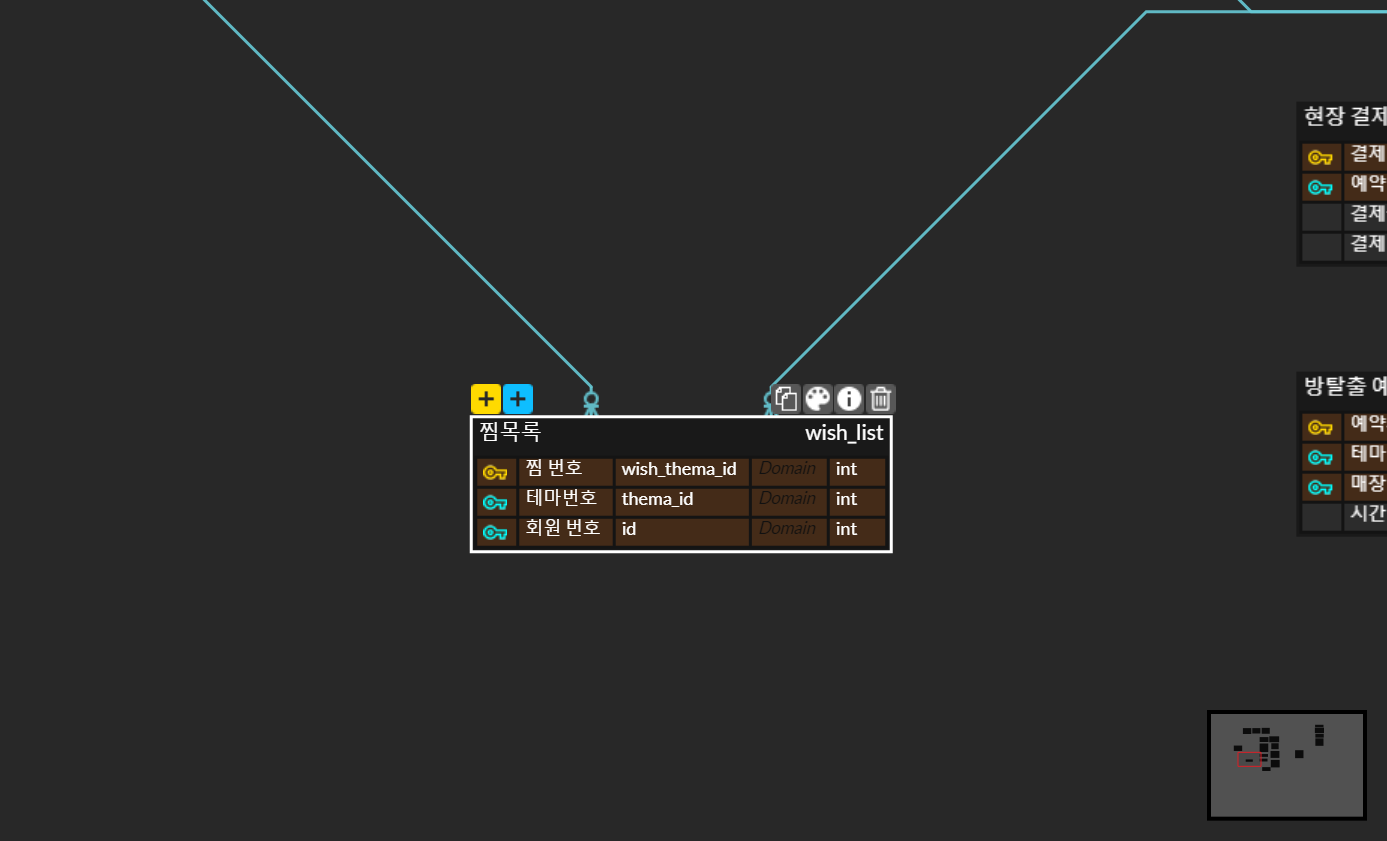 현장 결제
결제
예약
결제
결제
찜목록 wish_list
찜 번호 wish_thema_id Domain int
테마번호 thema_id Domain int
회원 번호 id Domain int
방탈출 예
예약
테마
매장
시간